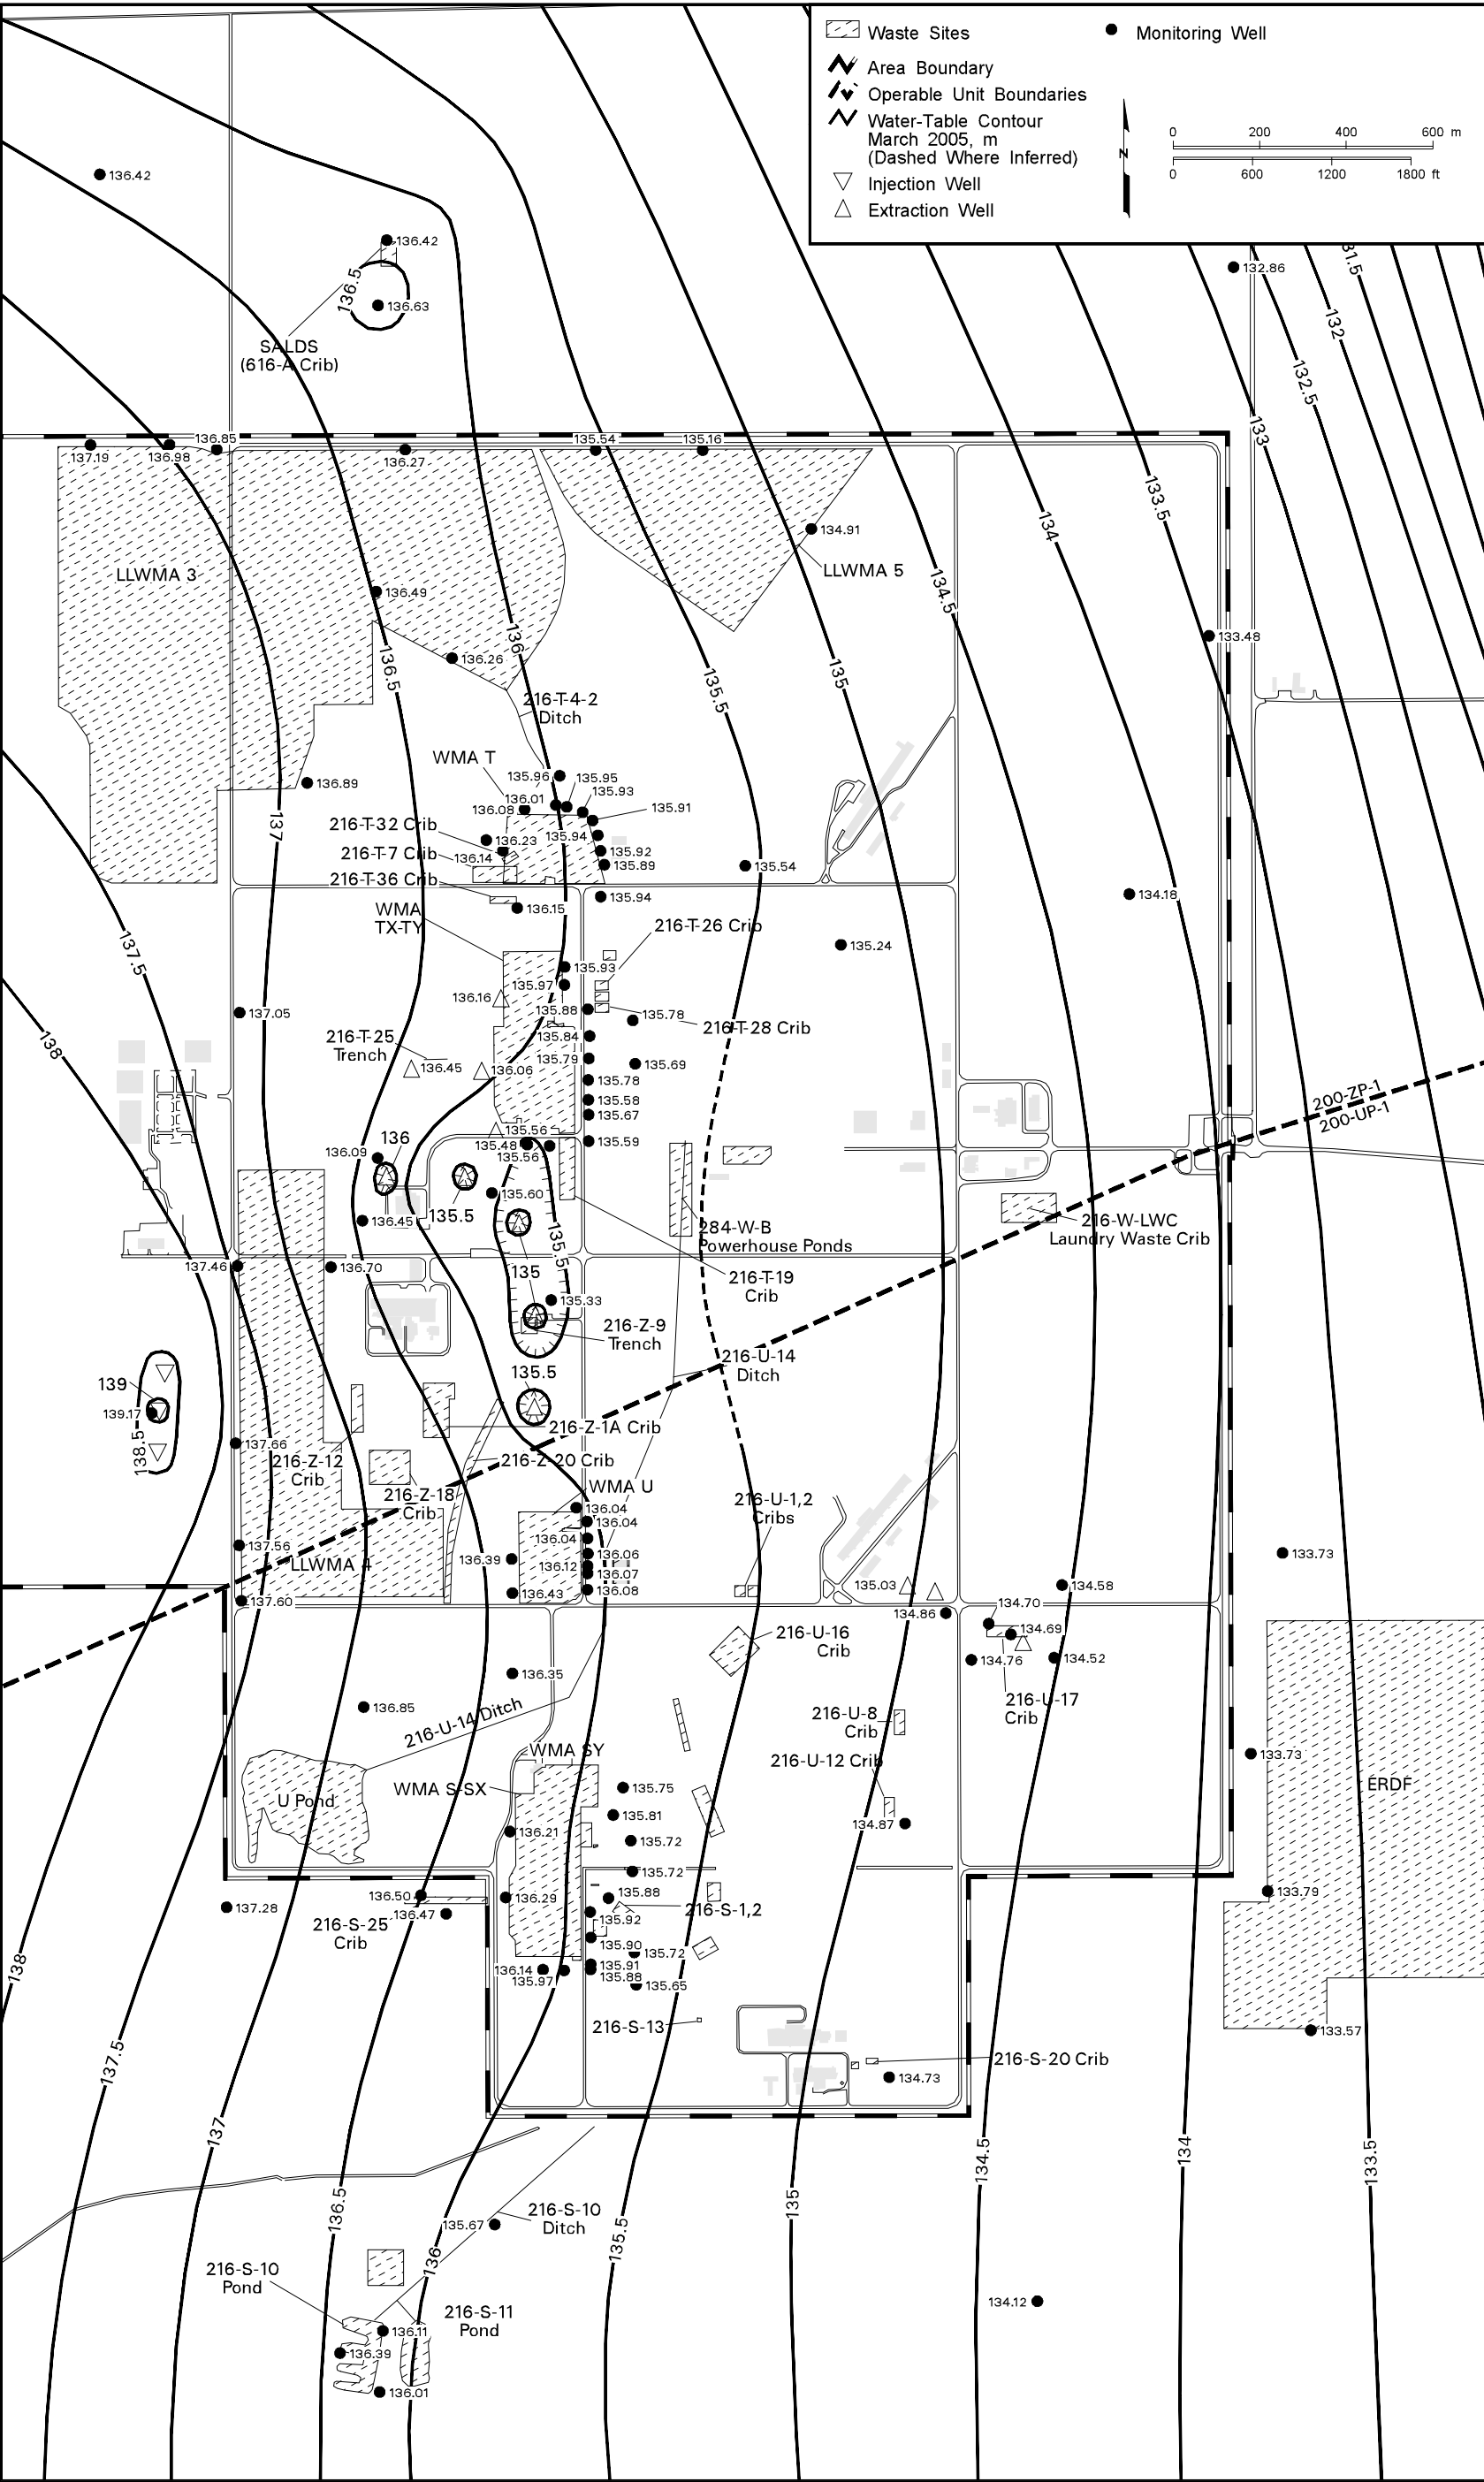 Waste Sites
Monitoring Well
Area Boundary
Operable Unit Boundaries
Water-Table Contour
March 2005, m
(Dashed Where Inferred)
Injection Well
Extraction Well
N
0 200 400 600 m
0 600 1200 1800 ft
136.42
136.42
136.5
136.63
SALDS
(616-A Crib)
132.86
31.5
132
132.5
133
133.5
134
134.5
136.85
137.19
136.98
136.27
135.54
135.16
134.91
LLWMA 5
LLWMA 3
136.49
136.26
136
136.5
135.5
135
133.48
216-T-4-2
Ditch
WMA T
135.96
135.95
135.93
136.01
136.08
135.91
136.89
137
216-T-32 Crib
136.23
135.94
216-T-7 Crib
136.14
135.92
135.89
135.54
216-T-36 Crib
136.15
135.94
134.18
WMA
TX-TY
216-T-26 Crib
135.24
137.5
135.93
135.97
136.16
137.05
135.88
135.78
216-T-28 Crib
138
216-T-25
Trench
135.84
136.45
136.06
135.79
135.69
135.78
135.58
135.67
200-ZP-1
200-UP-1
135.56
135.48
135.56
135.59
136
136.09
135.60
135.5
136.45
135.5
216-W-LWC
Laundry Waste Crib
284-W-B
Powerhouse Ponds
137.46
136.70
135
216-T-19
Crib
135.33
216-Z-9
Trench
216-U-14
Ditch
135.5
139
139.17
138.5
216-Z-1A Crib
137.66
216-Z-12
Crib
216-Z-20 Crib
216-Z-18
Crib
WMA U
216-U-1,2
Cribs
136.04
136.04
136.04
137.56
LLWMA 4
136.39
136.06
136.12
136.07
136.08
136.43
133.73
135.03
134.58
137.60
134.86
134.70
134.69
216-U-16
Crib
134.76
134.52
136.35
216-U-17
Crib
136.85
216-U-14 Ditch
216-U-8
Crib
WMA SY
216-U-12 Crib
133.73
ERDF
WMA S-SX
135.75
U Pond
135.81
134.87
136.21
135.72
135.72
136.50
136.29
135.88
133.79
137.28
136.47
216-S-25
Crib
216-S-1,2
135.92
135.90
135.72
136.14
135.91
135.97
135.88
135.65
138
216-S-13
133.57
137.5
216-S-20 Crib
134.73
137
134.5
134
133.5
136.5
135
216-S-10
Ditch
135.67
135.5
136
216-S-10
Pond
134.12
216-S-11
Pond
136.11
136.39
136.01